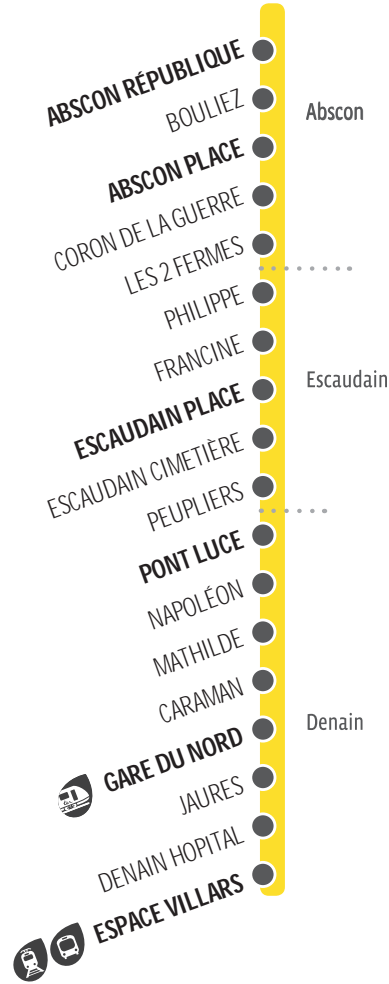 ABSCON RÉPUBLIQUE
BOULIEZ
Abscon
ABSCON PLACE
CORON DE LA GUERRE
LES 2 FERMES
PHILIPPE
FRANCINE
Escaudain
ESCAUDAIN PLACE
ESCAUDAIN CIMETIÈRE
PEUPLIERS
PONT LUCE
NAPOLÉON
MATHILDE
CARAMAN
Denain
GARE DU NORD
JAURES
DENAIN HOPITAL
ESPACE VILLARS